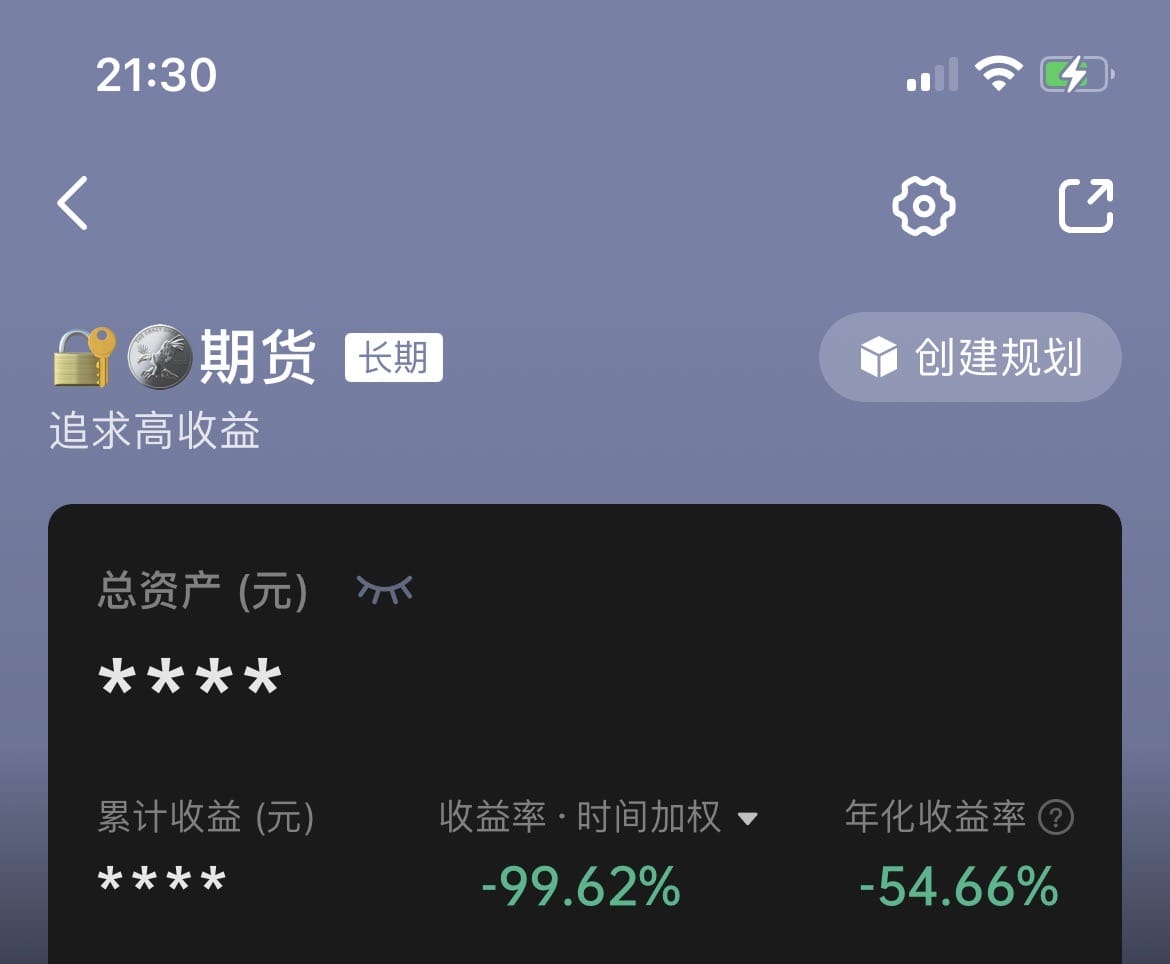 21:30
期货 长期 创建规划
追求高收益
总资产 (元)
****
累计收益 (元) 收益率·时间加权 年化收益率
**** -99.62% -54.66%